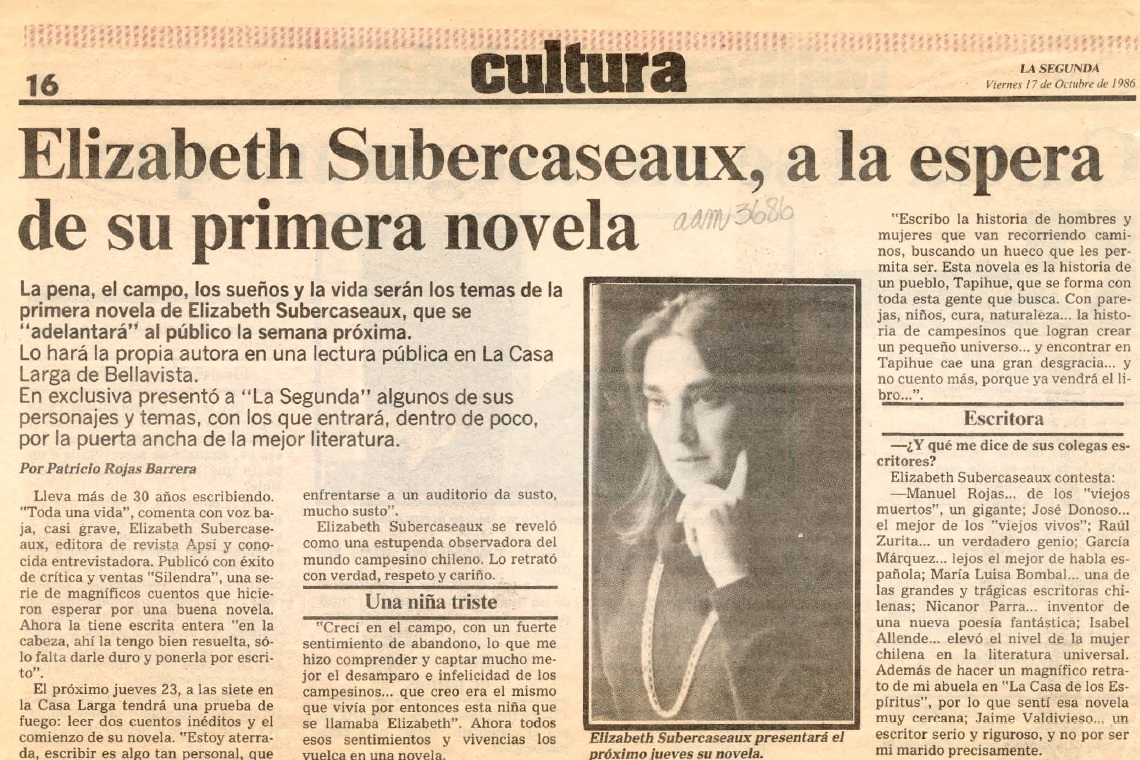 16
cultura
LA SEGUNDA
Viernes 17 de Octubre de 1986
Elizabeth Subercaseaux, a la espera
de su primera novela
aam 3686
La pena, el campo, los sueños y la vida serán los temas de la
primera novela de Elizabeth Subercaseaux, que se
“adelantará” al público la semana próxima.
Lo hará la propia autora en una lectura pública en La Casa
Larga de Bellavista.
En exclusiva presentó a “La Segunda” algunos de sus
personajes y temas, con los que entrará, dentro de poco,
por la puerta ancha de la mejor literatura.
Por Patricio Rojas Barrera
Lleva más de 30 años escribiendo.
"Toda una vida", comenta con voz ba-
ja, casi grave, Elizabeth Subercase-
aux, editora de revista Apsi y cono-
cida entrevistadora. Publicó con éxito
de crítica y ventas "Silendra", una se-
rie de magníficos cuentos que hicie-
ron esperar por una buena novela.
Ahora la tiene escrita entera "en la
cabeza, ahí la tengo bien resuelta, só-
lo falta darle duro y ponerla por escri-
to".
El próximo jueves 23, a las siete en
la Casa Larga tendrá una prueba de
fuego: leer dos cuentos inéditos y el
comienzo de su novela. "Estoy aterra-
da, escribir es algo tan personal, que
enfrentarse a un auditorio da susto,
mucho susto".
Elizabeth Subercaseaux se reveló
como una estupenda observadora del
mundo campesino chileno. Lo retrató
con verdad, respeto y cariño.
Una niña triste
"Crecí en el campo, con un fuerte
sentimiento de abandono, lo que me
hizo comprender y captar mucho me-
jor el desamparo e infelicidad de los
campesinos... que creo era el mismo
que vivía por entonces esta niña que
se llamaba Elizabeth". Ahora todos
esos sentimientos y vivencias los
vuelca en una novela.
Elizabeth Subercaseaux presentará el
próximo jueves su novela.
"Escribo la historia de hombres y
mujeres que van recorriendo cami-
nos, buscando un hueco que les per-
mita ser. Esta novela es la historia de
un pueblo, Tapihue, que se forma con
toda esta gente que busca. Con pare-
jas, niños, cura, naturaleza... la histo-
ria de campesinos que logran crear
un pequeño universo... y encontrar en
Tapihue cae una gran desgracia... y
no cuento más, porque ya vendrá el li-
bro...".
Escritora
—¿Y qué me dice de sus colegas es-
critores?
Elizabeth Subercaseaux contesta:
—Manuel Rojas... de los "viejos
muertos", un gigante; José Donoso...
el mejor de los "viejos vivos"; Raúl
Zurita... un verdadero genio; García
Márquez... lejos el mejor de habla es-
pañola; María Luisa Bombal... una de
las grandes y trágicas escritoras chi-
lenas; Nicanor Parra... inventor de
una nueva poesía fantástica; Isabel
Allende... elevó el nivel de la mujer
chilena en la literatura universal.
Además de hacer un magnífico retra-
to de mi abuela en "La Casa de los Es-
píritus", por lo que sentí esa novela
muy cercana; Jaime Valdivieso... un
escritor serio y riguroso, y no por ser
mi marido precisamente.